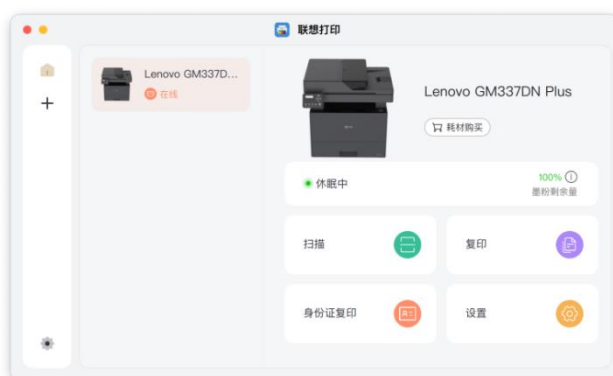 联想打印
Lenovo GM337D...
在线
Lenovo GM337DN Plus
耗材购买
休眠中
100%
墨粉剩余量
扫描
复印
身份证复印
设置